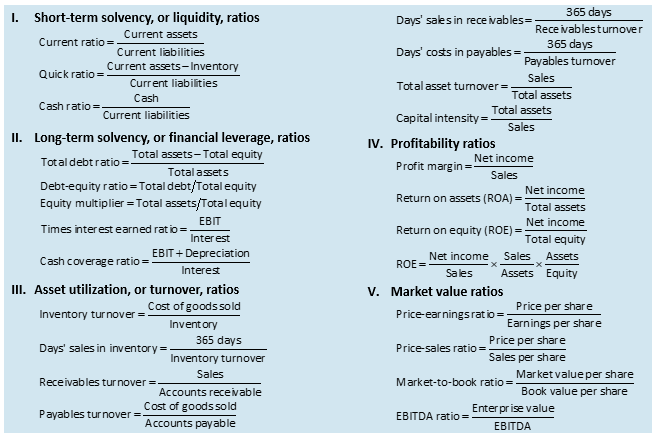 I. Short-term solvency, or liquidity, ratios
Current ratio = Current assets / Current liabilities
Quick ratio = Current assets – Inventory / Current liabilities
Cash ratio = Cash / Current liabilities
II. Long-term solvency, or financial leverage, ratios
Total debt ratio = Total assets – Total equity / Total assets
Debt-equity ratio = Total debt/Total equity
Equity multiplier = Total assets/Total equity
Times interest earned ratio = EBIT / Interest
Cash coverage ratio = EBIT + Depreciation / Interest
III. Asset utilization, or turnover, ratios
Inventory turnover = Cost of goods sold / Inventory
Days' sales in inventory = 365 days / Inventory turnover
Receivables turnover = Sales / Accounts receivable
Payables turnover = Cost of goods sold / Accounts payable
Days' sales in receivables = 365 days / Receivables turnover
Days' costs in payables = 365 days / Payables turnover
Total asset turnover = Sales / Total assets
Capital intensity = Total assets / Sales
IV. Profitability ratios
Profit margin = Net income / Sales
Return on assets (ROA) = Net income / Total assets
Return on equity (ROE) = Net income / Total equity
ROE = Net income / Sales × Sales / Assets × Assets / Equity
V. Market value ratios
Price-earnings ratio = Price per share / Earnings per share
Price-sales ratio = Price per share / Sales per share
Market-to-book ratio = Market value per share / Book value per share
EBITDA ratio = Enterprise value / EBITDA